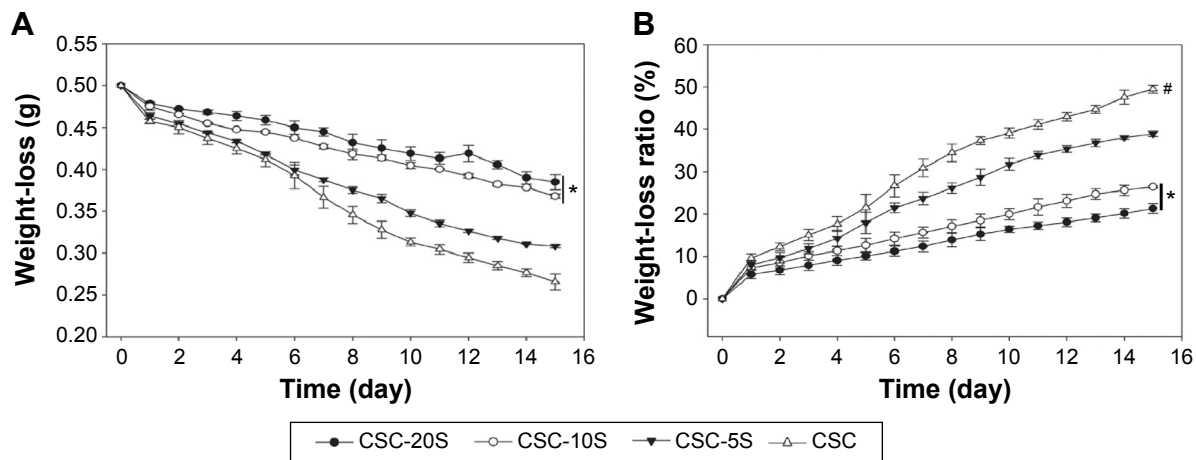 A
B
Weight-loss (g)
0.55
0.50
0.45
0.40
0.35
0.30
0.25
0.20
*
0 2 4 6 8 10 12 14 16
Time (day)
Weight-loss ratio (%)
60
50
40
30
20
10
0
#
*
0 2 4 6 8 10 12 14 16
Time (day)
CSC-20S CSC-10S CSC-5S CSC